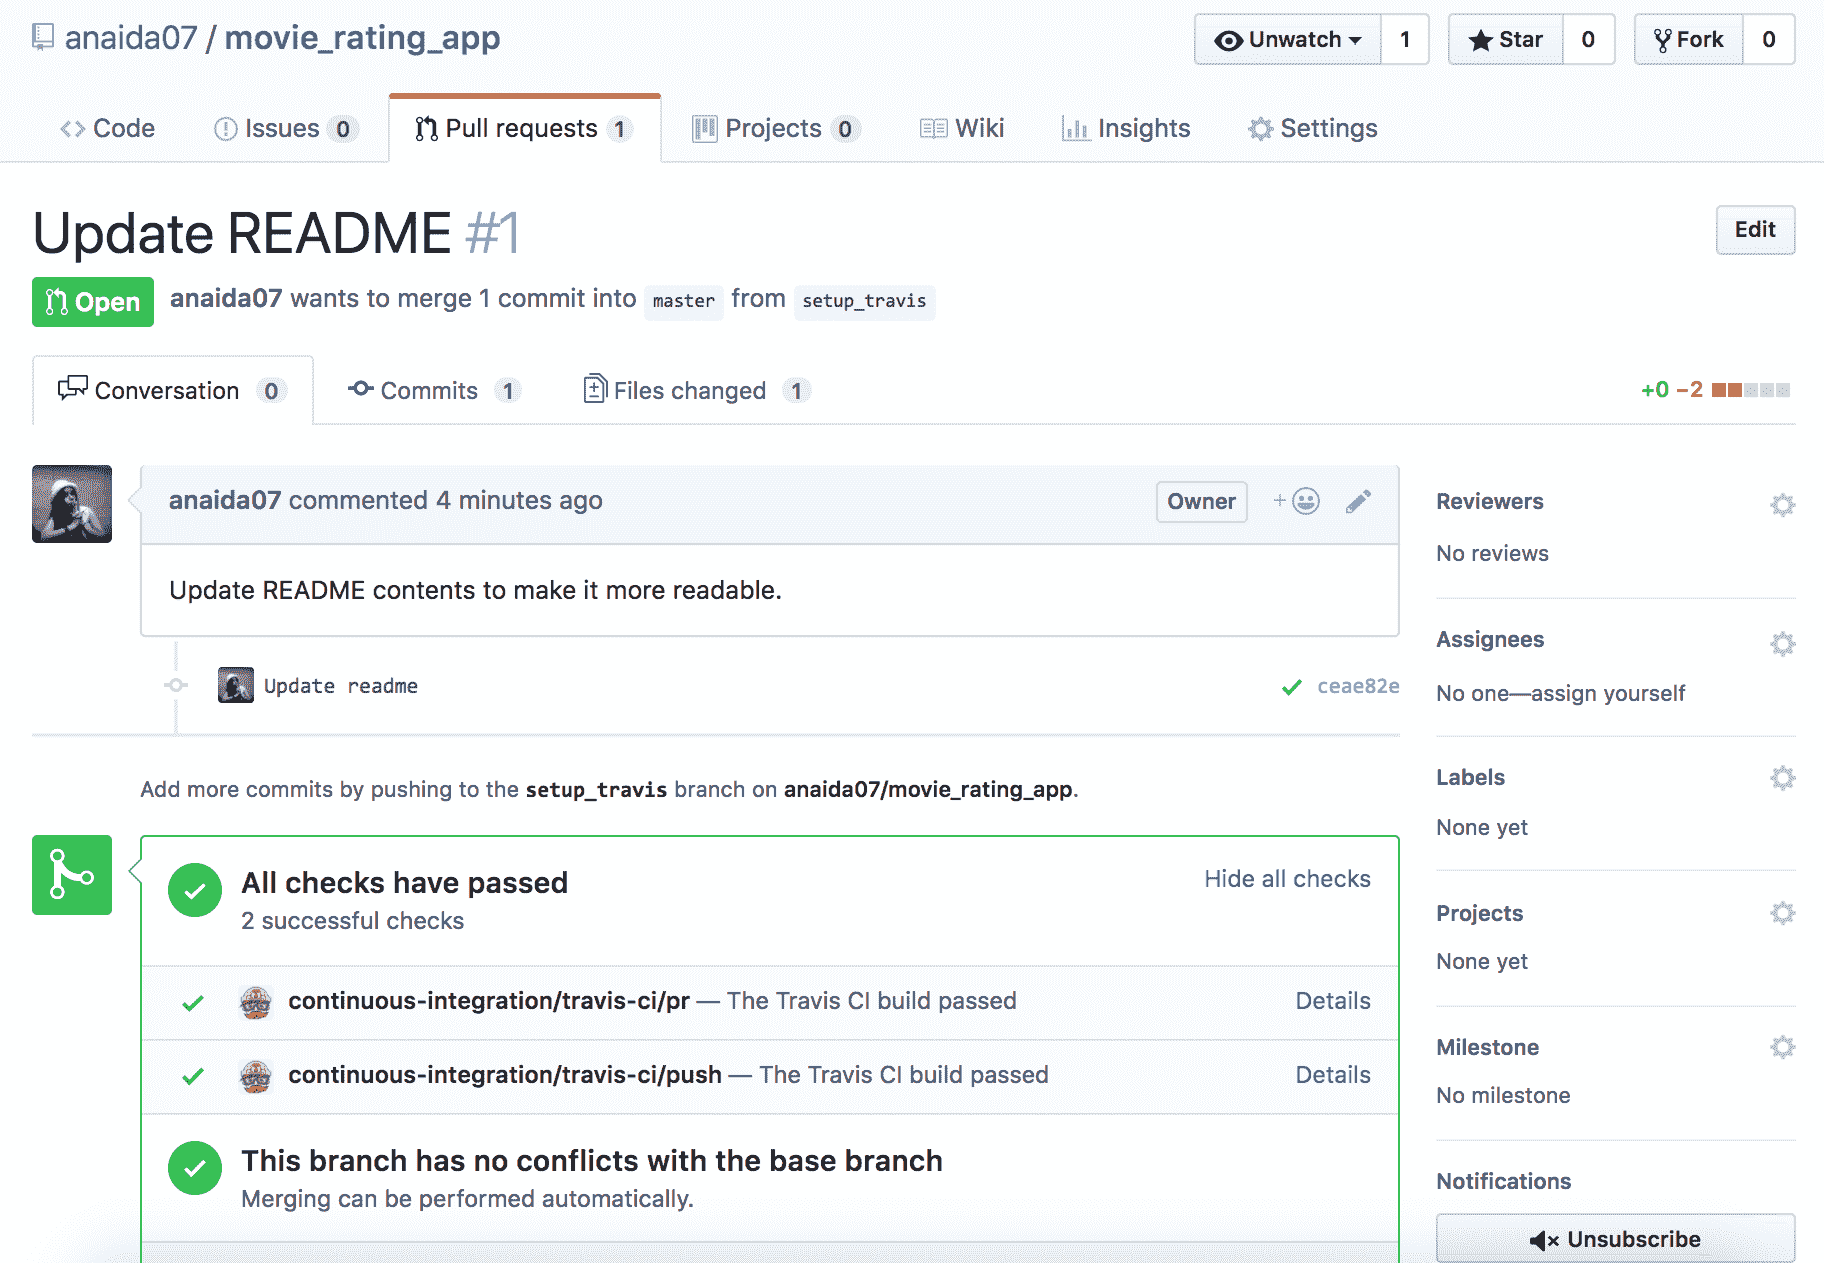 anaida07 / movie_rating_app
Unwatch 1 Star 0 Fork 0
Code Issues 0 Pull requests 1 Projects 0 Wiki Insights Settings
Update README #1
Edit
Open anaida07 wants to merge 1 commit into master from setup_travis
Conversation 0 Commits 1 Files changed 1 +0 −2
anaida07 commented 4 minutes ago Owner
Update README contents to make it more readable.
Update readme ceae82e
Add more commits by pushing to the setup_travis branch on anaida07/movie_rating_app.
All checks have passed
Hide all checks
2 successful checks
continuous-integration/travis-ci/pr — The Travis CI build passed Details
continuous-integration/travis-ci/push — The Travis CI build passed Details
This branch has no conflicts with the base branch
Merging can be performed automatically.
Reviewers
No reviews
Assignees
No one—assign yourself
Labels
None yet
Projects
None yet
Milestone
No milestone
Notifications
Unsubscribe